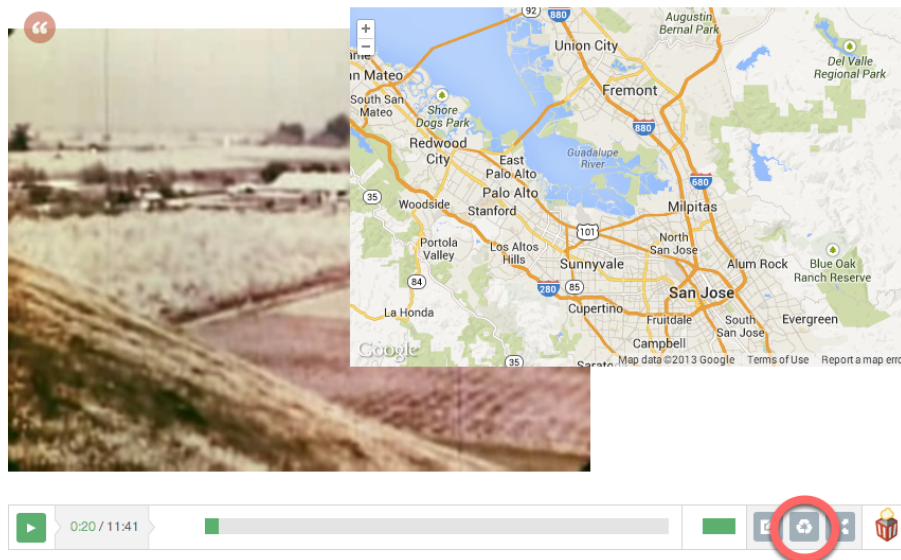 “
92
880
Augustin
Bernal Park
+
−
Union City
Del Valle
Regional Park
n Mateo
South San
Mateo
Shore
Dogs Park
Fremont
880
Redwood
City
East
Palo Alto
Guadalupe
River
680
35
Woodside
Palo Alto
Stanford
Milpitas
101
Portola
Valley
Los Altos
Hills
North
San Jose
Sunnyvale
Alum Rock
Blue Oak
Ranch Reserve
84
280
85
San Jose
La Honda
Cupertino
Fruitdale
South
San Jose
Evergreen
Campbell
Google
35
Map data ©2013 Google
Terms of Use
Report a map erro
0:20 / 11:41